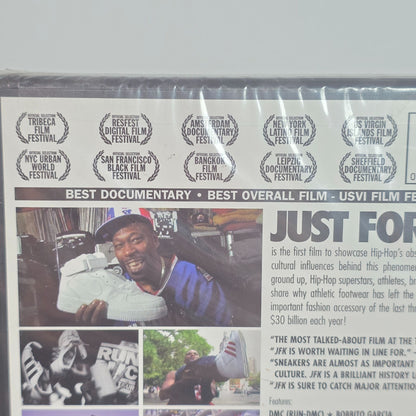 OFFICIAL SELECTION
TRIBECA
FILM
FESTIVAL
OFFICIAL SELECTION
RESFEST
DIGITAL FILM
FESTIVAL
OFFICIAL SELECTION
AMSTERDAM
DOCUMENTARY
FESTIVAL
OFFICIAL SELECTION
NEW YORK
LATINO FILM
FESTIVAL
OFFICIAL SELECTION
US VIRGIN
ISLANDS FILM
FESTIVAL
OFFICIAL SELECTION
NYC URBAN
WORLD
FESTIVAL
OFFICIAL SELECTION
SAN FRANCISCO
BLACK FILM
FESTIVAL
OFFICIAL SELECTION
BANGKOK
FILM
FESTIVAL
OFFICIAL SELECTION
LEIPZIG
DOCUMENTARY
FESTIVAL
OFFICIAL SELECTION
SHEFFIELD
DOCUMENTARY
FESTIVAL
0
BEST DOCUMENTARY • BEST OVERALL FILM - USVI FILM FE
JUST FOR
is the first film to showcase Hip-Hop's obs
cultural influences behind this phenomen
ground up, Hip-Hop superstars, athletes, br
share why athletic footwear has left the
important fashion accessory of the last th
$30 billion each year!
"THE MOST TALKED-ABOUT FILM AT THE T
"JFK IS WORTH WAITING IN LINE FOR." -
"SNEAKERS ARE ALMOST AS IMPORTANT
CULTURE. JFK IS A BRILLIANT HISTORY L
"JFK IS SURE TO CATCH MAJOR ATTENTION
Features:
DMC (RUN-DMC) • BOBBITO GARCIA
RUN